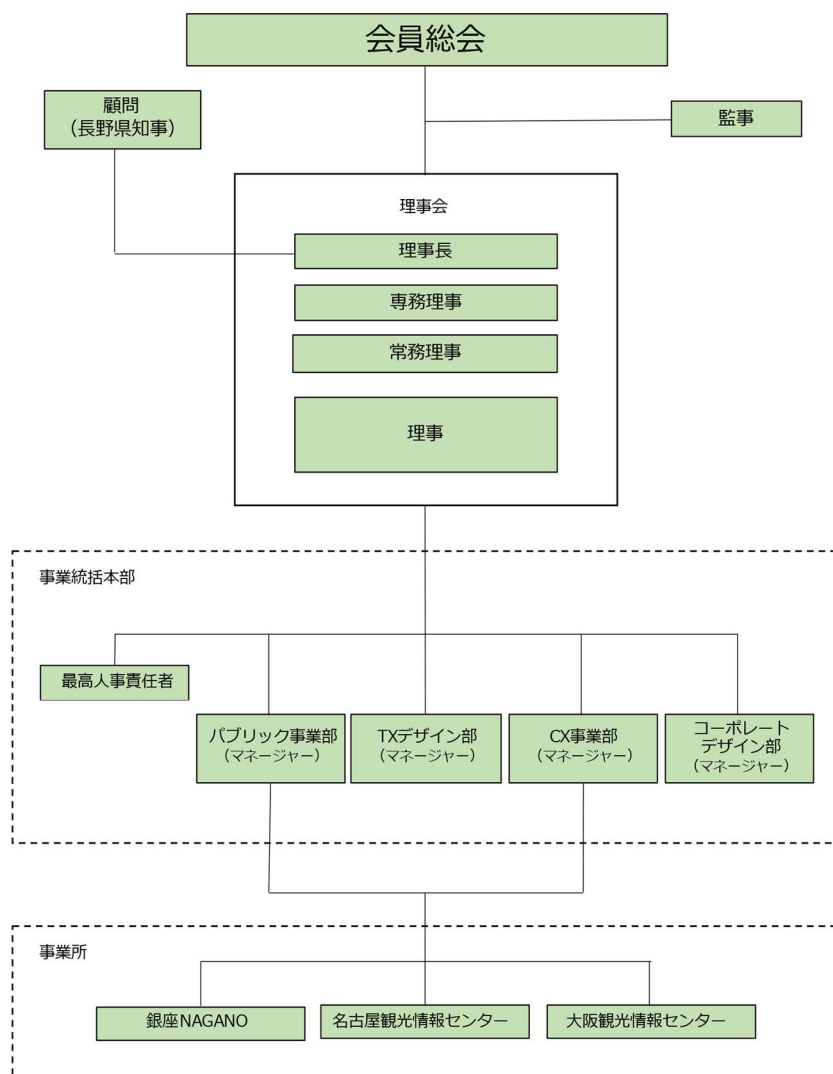 会員総会
顧問
（長野県知事）
監事
理事会
理事長
専務理事
常務理事
理事
事業統括本部
最高人事責任者
パブリック事業部
（マネージャー）
TXデザイン部
（マネージャー）
CX事業部
（マネージャー）
コーポレート
デザイン部
（マネージャー）
事業所
銀座NAGANO
名古屋観光情報センター
大阪観光情報センター